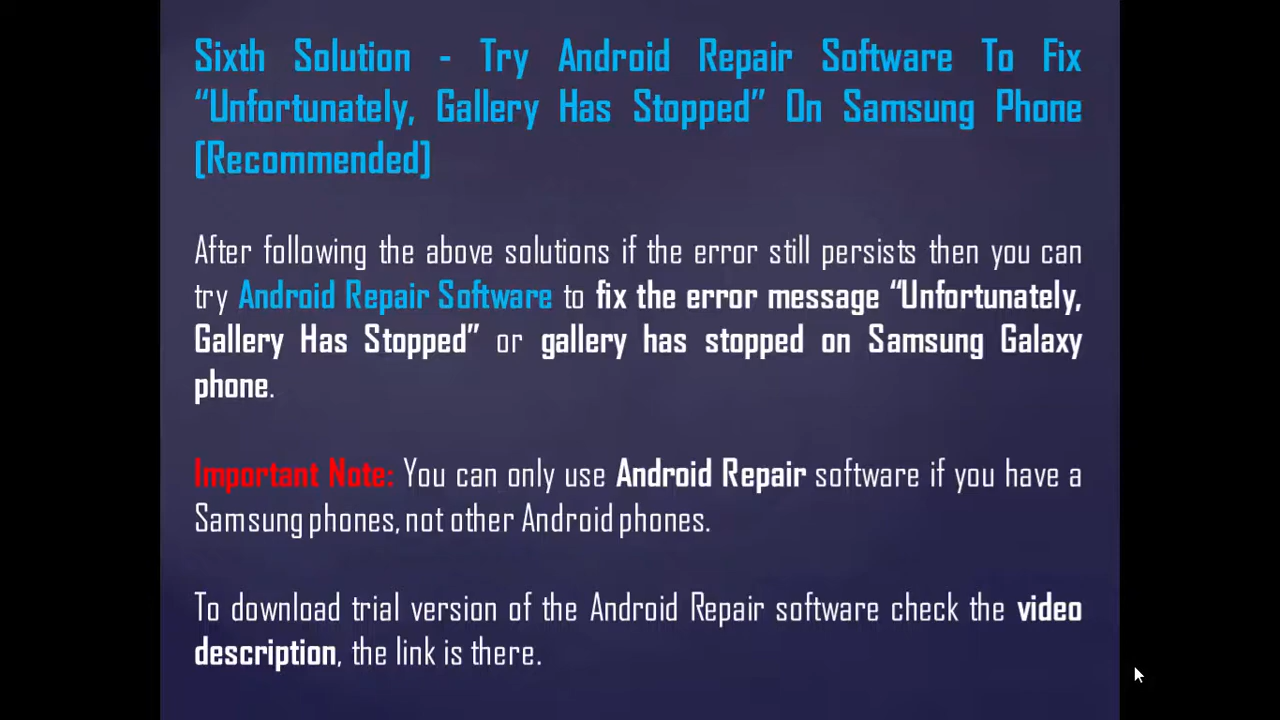 Sixth Solution - Try Android Repair Software To Fix
“Unfortunately, Gallery Has Stopped” On Samsung Phone
[Recommended]
After following the above solutions if the error still persists then you can
try Android Repair Software to fix the error message “Unfortunately,
Gallery Has Stopped” or gallery has stopped on Samsung Galaxy
phone.
Important Note: You can only use Android Repair software if you have a
Samsung phones, not other Android phones.
To download trial version of the Android Repair software check the video
description, the link is there.